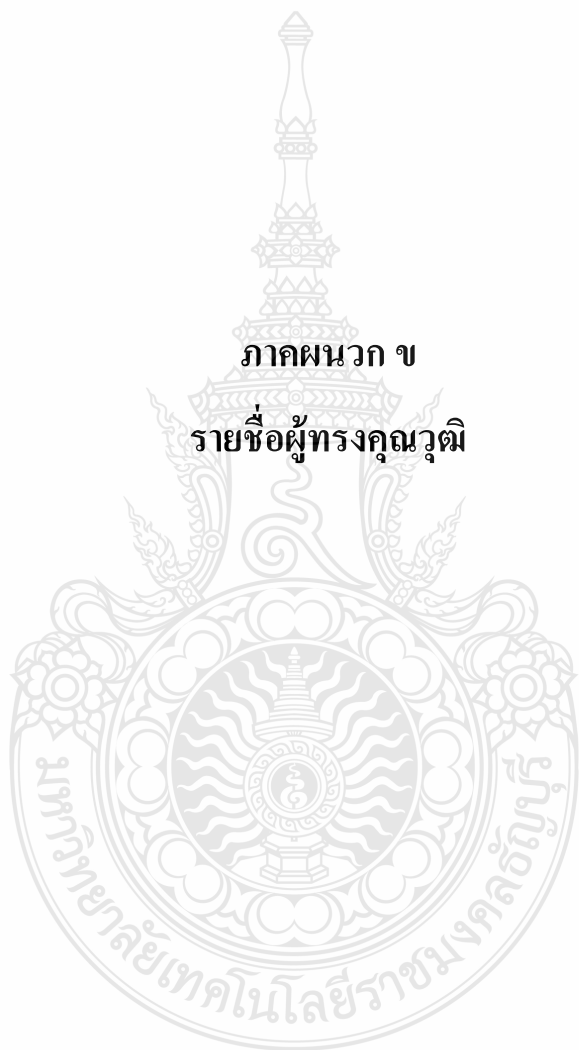 ภาคผนวก ข
รายชื่อผู้ทรงคุณวุฒิ
มหาวิทยาลัยเทคโนโลยีราชมงคลธัญบุรี